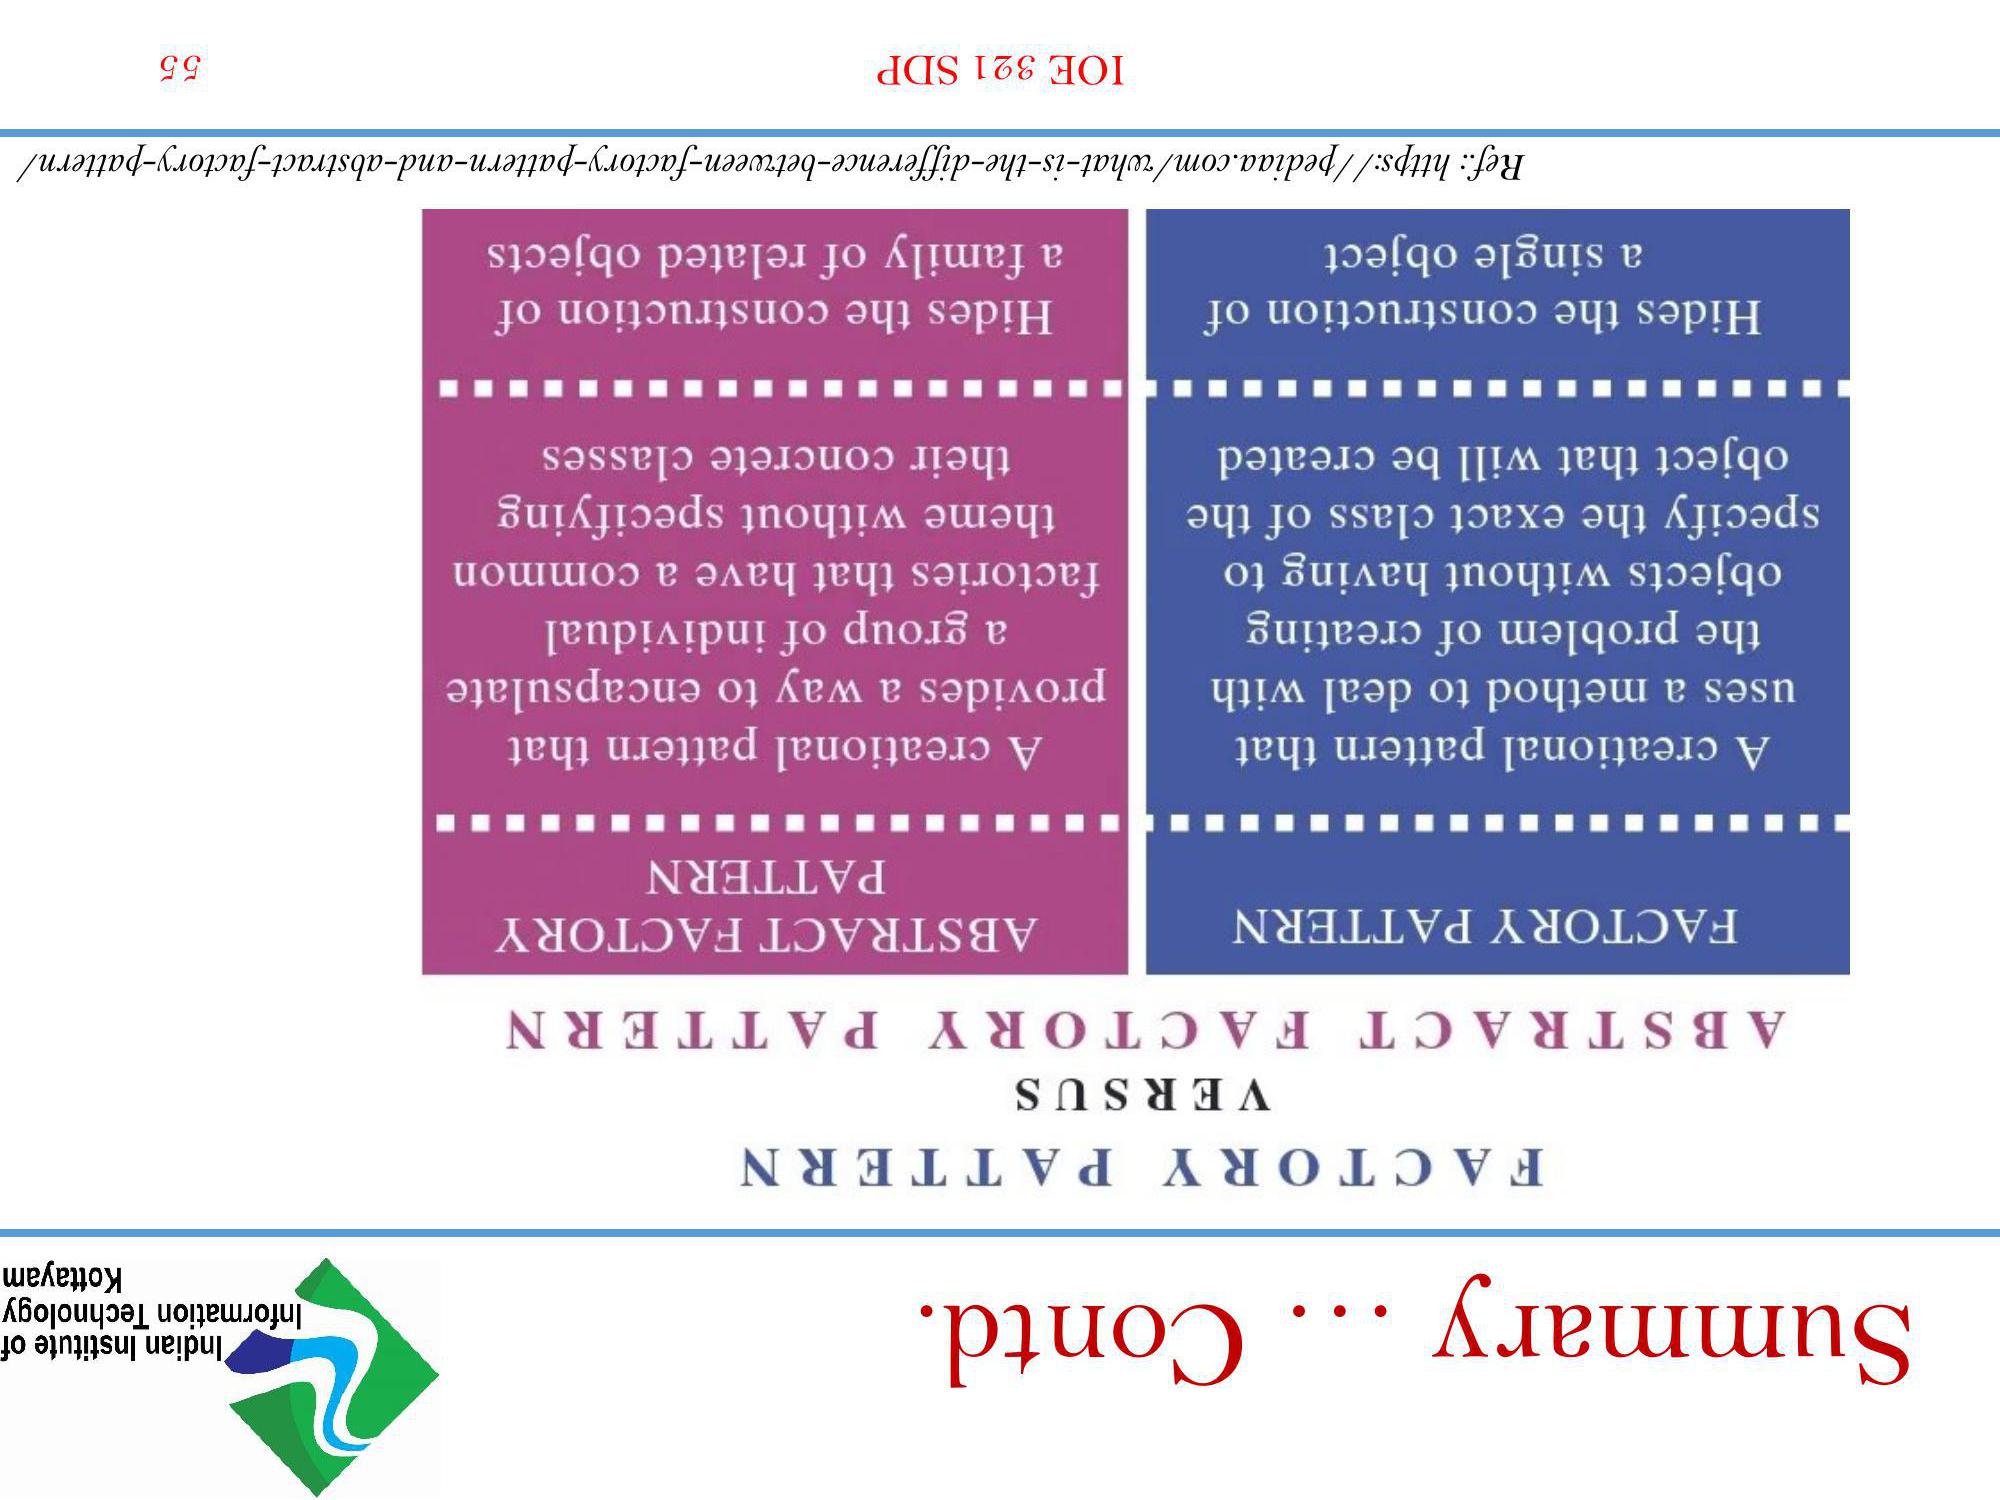 Summary … Contd.
Indian Institute of
Information Technology
Kottayam
FACTORY PATTERN
VERSUS
ABSTRACT FACTORY PATTERN
FACTORY PATTERN
A creational pattern that
uses a method to deal with
the problem of creating
objects without having to
specify the exact class of the
object that will be created
Hides the construction of
a single object
ABSTRACT FACTORY
PATTERN
A creational pattern that
provides a way to encapsulate
a group of individual
factories that have a common
theme without specifying
their concrete classes
Hides the construction of
a family of related objects
Ref.: https://pediaa.com/what-is-the-difference-between-factory-pattern-and-abstract-factory-pattern/
IOE 321 SDP
55